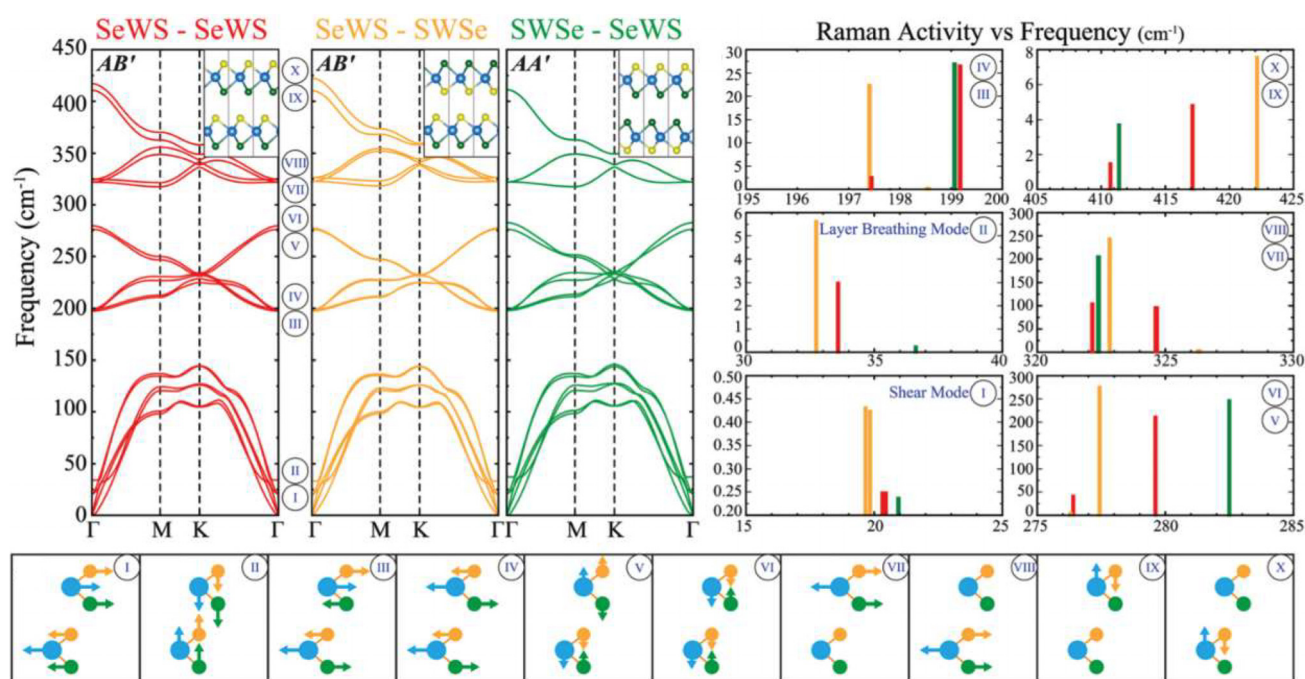 SeWS - SeWS
SeWS - SWSe
SWSe - SeWS
Raman Activity vs Frequency (cm⁻¹)
Frequency (cm⁻¹)
450
400
350
300
250
200
150
100
50
0
AB'
AB'
AA'
X
IX
VIII
VII
VI
V
IV
III
II
I
Γ M K Γ
Γ M K Γ
Γ M K Γ
30
25
20
15
10
5
0
195 196 197 198 199 200
IV
III
8
6
4
2
0
405 410 415 420 425
X
IX
6
5
4
3
2
1
0
30 35 40
Layer Breathing Mode II
300
250
200
150
100
50
0
320 325 330
VIII
VII
0.50
0.45
0.40
0.35
0.30
0.25
0.20
15 20 25
Shear Mode I
300
250
200
150
100
50
0
275 280 285
VI
V
I II III IV V VI VII VIII IX X